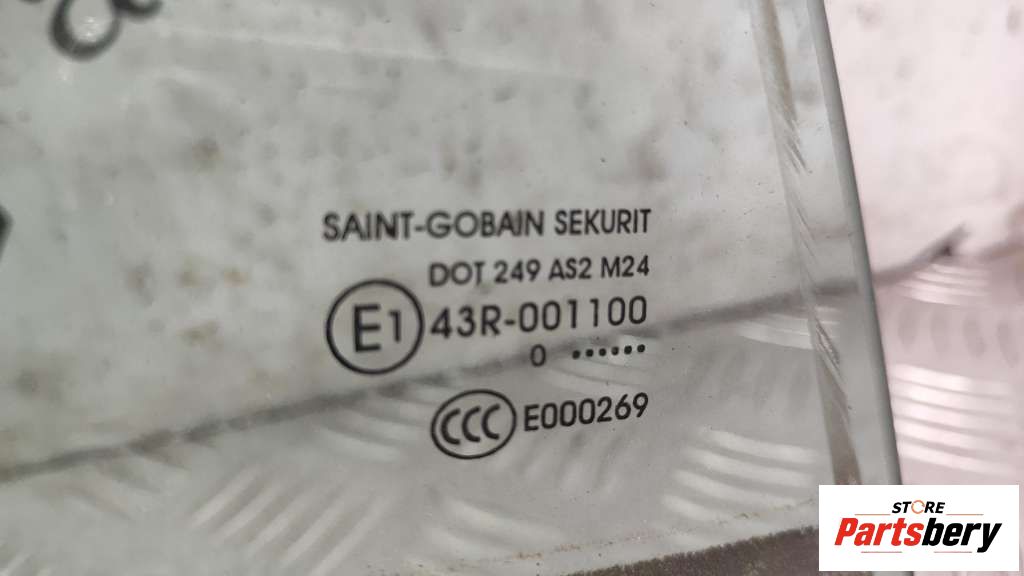 SAINT-GOBAIN SEKURIT
DOT 249 AS2 M24
E1 43R-001100
0 ••••••
CCC E000269
STORE
Partsbery